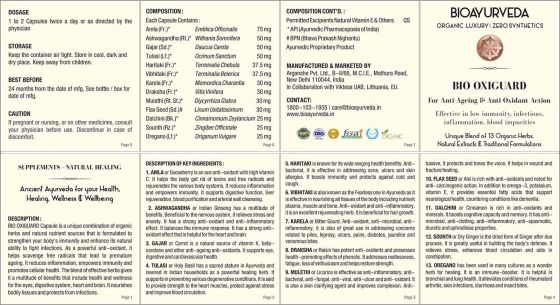 DOSAGE
1 to 2 Capsules twice a day or as directed by the
physician
STORAGE
Keep the container air tight. Store in cool, dark and
dry place. Keep away from children.
BEST BEFORE
24 months from the date of mfg. See bottle / box for
date of mfg.
CAUTION
If pregnant or nursing, or on other medicines, consult
your physician before use. Discontinue in case of
discomfort.
Page 5
COMPOSITION :
Each Capsule Contains :
Amla (Fr.)* Emblica Officinalis 75 mg
Ashwagandha (Rt.)* Withania Somnifera 50 mg
Gajar (Sd.)* Daucus Carota 50 mg
Tulasi (Lf.)* Ocimum Sanctum 50 mg
Haritaki (Fr.)* Terminalia Chebula 37.5 mg
Vibhitaki (Fr.)* Terminalia Belerica 37.5 mg
Karela (Fr.)* Momordica Charantia 30 mg
Draksha (Fr.)* Vitis Vinifera 30 mg
Mulethi (Rt. St.)* Glycyrrhiza Glabra 30 mg
Flax Seed (Sd.)# Linum Usitatissimum 30 mg
Dalchini (Bk.)* Cinnamomum Zeylanicum 25 mg
Sounth (Rz.)* Zingiber Officinale 25 mg
Oregano (Lf.)* Origanum Vulgare 25 mg
Page 6
COMPOSITION CONT'D. :
Permitted Excipients Natural Vitamin E & Others QS
* API (Ayurvedic Pharmacopoeia of India)
# BPN (Bhava Prakash Nighantu)
Ayurvedic Proprietary Product
MANUFACTURED & MARKETED BY
Arganshe Pvt. Ltd., B–8/86, M.C.I.E., Mathura Road,
New Delhi 110044, India
In Collaboration with Viktesa UAB, Lithuania, EU.
CONTACT:
1800–103–1935 | care@bioayurveda.in
www.bioayurveda.in
fssai
ORGANIC
Page 7
BIOAYURVEDA
ORGANIC LUXURY | ZERO SYNTHETICS
BIO OXIGUARD
For Anti Ageing & Anti Oxidant Action
Effective in low immunity, infections,
inflammation, blood impurities
Unique Blend of 13 Organic Herbs,
Natural Extracts & Traditional Formulations
SUPPLEMENTS - NATURAL HEALING
Ancient Ayurveda for your Health,
Healing, Wellness & Wellbeing
DESCRIPTION:
BIO OXIGUARD Capsule is a unique combination of organic
herbs and natural nutrient sources that is formulated to
strengthen your body's immunity and enhance its natural
ability to fight infections. As a powerful anti–oxidant, it
helps scavenge free radicals that lead to premature
ageing. It reduces inflammation, empowers immunity and
promotes cellular health. The blend of effective herbs gives
it a multitude of benefits that include health and wellness
for the eyes, digestive system, heart and brain. It nourishes
bodily tissues and protects from infections.
Page 1
DESCRIPTION OF KEY INGREDIENTS :
1. AMLA or Gooseberry is an ace anti–oxidant with high vitamin
C. It helps the body get rid of toxins and free radicals and
rejuvenates the various body systems. It reduces inflammation
and empowers immunity. It supports digestive function, liver
rejuvenation, blood purification and arterial wall cleansing.
2. ASHWAGANDHA or Indian Ginseng has a multitude of
benefits. Beneficial to the nervous system, it relieves stress and
anxiety. It has a strong anti–oxidant and anti–inflammatory
effect. It balances the immune response. It has a strong anti–
oxidant effect that is helpful for the heart and brain.
3. GAJAR or Carrot is a natural source of vitamin K, beta–
carotene and other anti–ageing anti–oxidants. It supports eye,
digestive and cardiovascular health.
4. TULASI or Holy Basil has a sacred stature in Ayurveda and
revered in Indian households as a powerful healing herb. It
supports in preventing various degenerative conditions. It is said
to provide strength to the heart muscles, protect against stress
and improve blood circulation.
Page 2
5. HARITAKI is known for its wide ranging health benefits. Anti–
bacterial, it is effective in addressing acne, ulcers and skin
allergies. It boosts immunity and protects against cold and
cough.
6. VIBHITAKI is also known as the Fearless one in Ayurveda as it
is effective in nourishing all tissues of the body including nutrient
plasma, muscle and bone. Anti–oxidant and anti–inflammatory,
it is an excellent rejuvenating herb. It is beneficial for hair growth.
7. KARELA or Bitter Gourd: Anti–oxidant, anti–microbial, anti–
inflammatory, it is also of great use in addressing concerns
related to piles, leprosy, ulcers, pains, diabetes, jaundice and
venomous bites.
8. DRAKSHA or Raisin has potent anti–oxidants and possesses
health–promoting effects of phenols. It addresses restlessness,
fatigue, loss of enthusiasm and helps restore strength.
9. MULETHI or Licorice is effective as anti–inflammatory, anti–
bacterial, anti–fungal, anti–viral, anti–ulcer and anti–oxidant. It
is also a skin clarifying agent and improves complexion. Anti–
Page 3
tussive, it protects and tones the voice. It helps in wound and
tissue healing.
10. FLAX SEED or Alsi is rich with anti–oxidants and noted for
anti–carcinogenic action. In addition to omega–3, potassium and
vitamin E, it provides essential fatty acids that support
neurological health, countering conditions like dementia.
11. DALCHINI or Cinnamon is rich in anti–oxidants and
minerals. It boosts cognitive capacity and memory. It has anti–
microbial, anti–clotting, anti–inflammatory, anti–spasmodic,
diuretic and aphrodisiac properties.
12. SOUNTH or Dry Ginger is the dried form of Ginger after due
process. It is greatly useful in building the body's defense. It
relieves stress, enhances blood circulation and aids in
constipation.
13. OREGANO has been used in many cultures as a wonder
herb for healing. It is an immune–booster. It is helpful in
bronchial and lung health. It alleviates conditions of rheumatoid
arthritis, skin infections, diarrhoea and insect bites.
Page 4